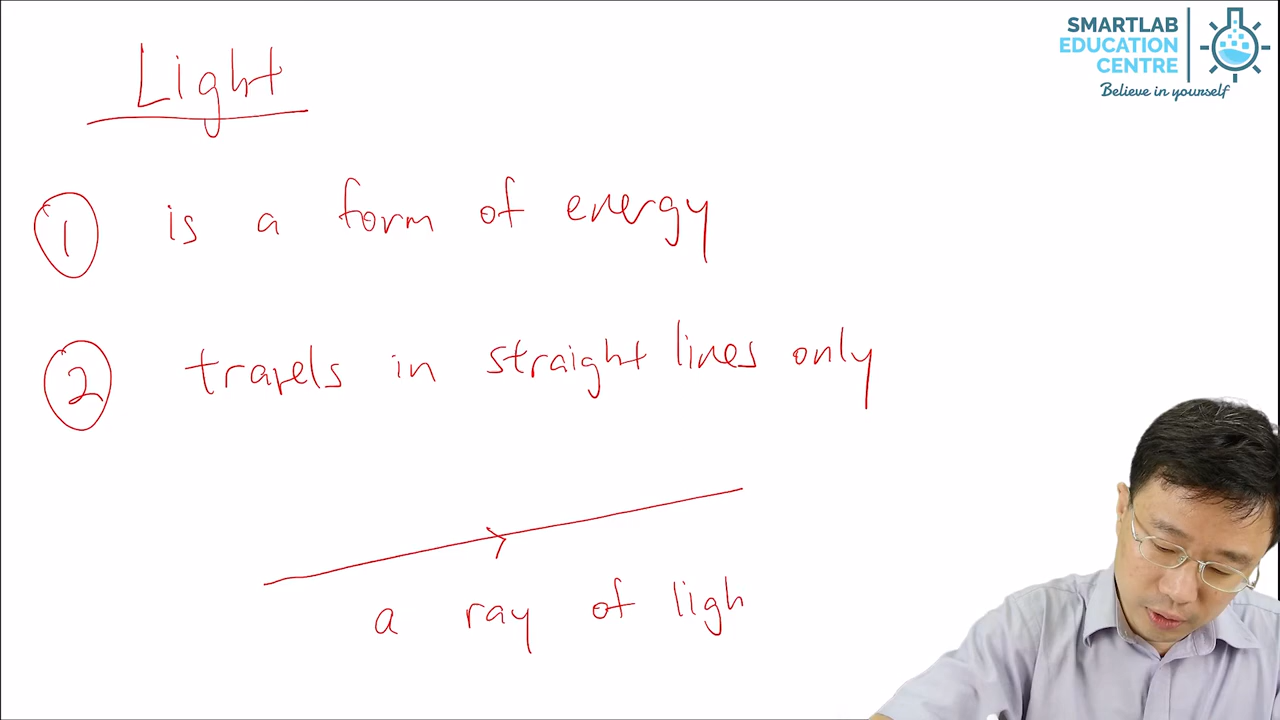 SMARTLAB
EDUCATION
CENTRE
Believe in yourself
Light
1 is a form of energy
2 travels in straight lines only
a ray of ligh